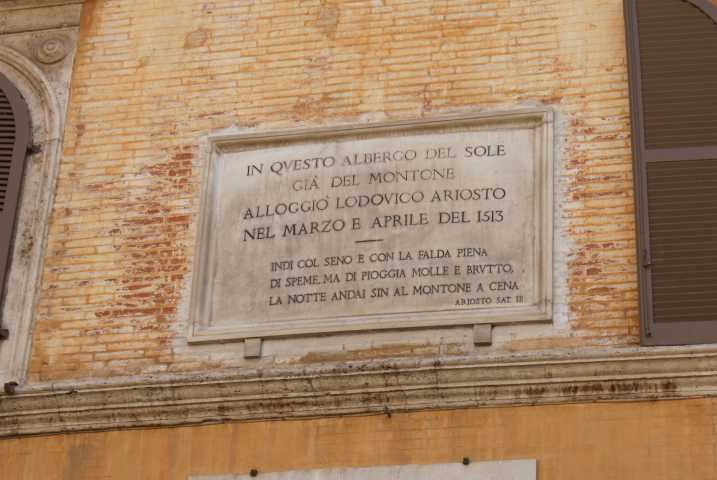 IN QVESTO ALBERGO DEL SOLE
GIÀ DEL MONTONE
ALLOGGIÒ LODOVICO ARIOSTO
NEL MARZO E APRILE DEL 1513
INDI COL SENO E CON LA FALDA PIENA
DI SPEME, MA DI PIOGGIA MOLLE E BRVTTO,
LA NOTTE ANDAI SIN AL MONTONE A CENA
ARIOSTO SAT. III